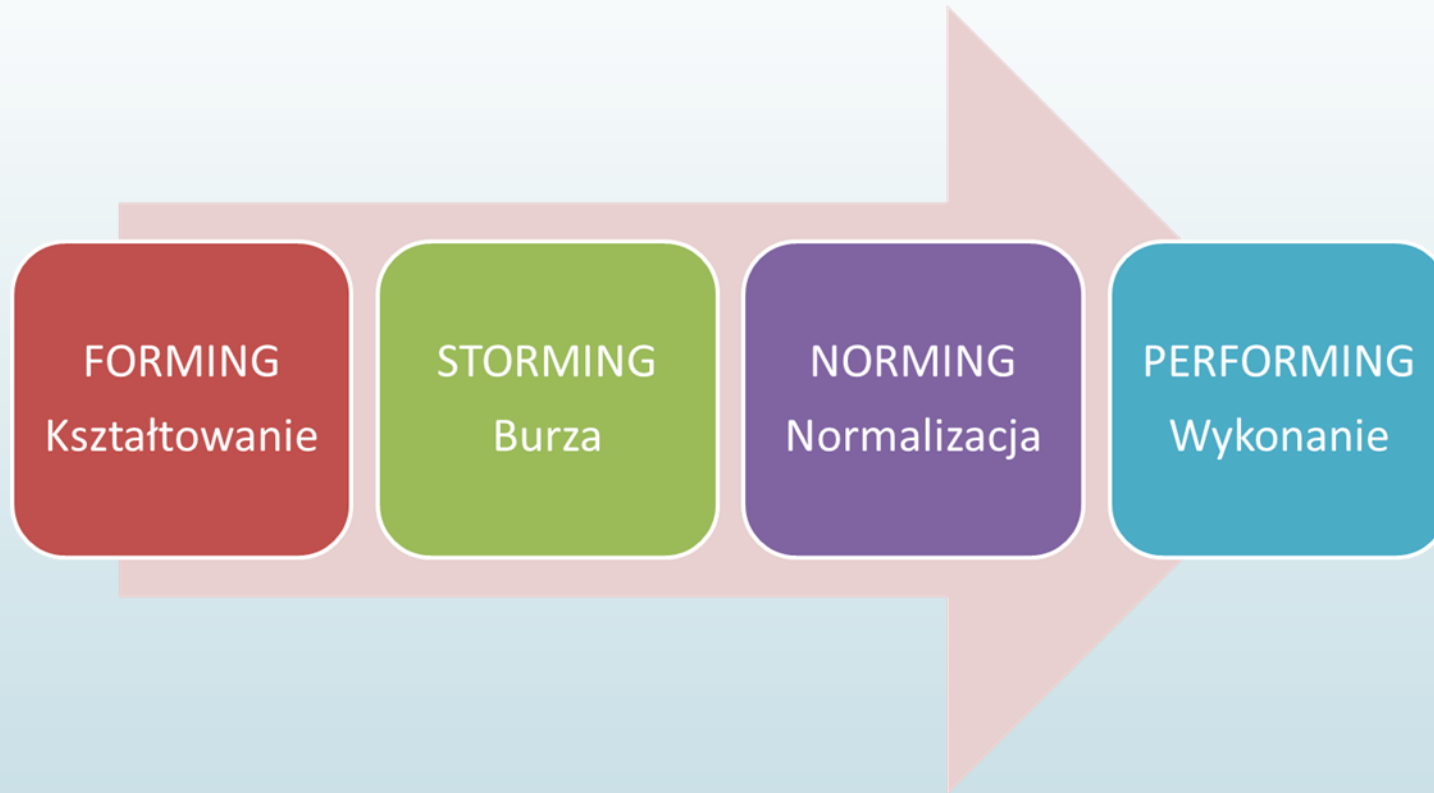 FORMING
Kształtowanie
STORMING
Burza
NORMING
Normalizacja
PERFORMING
Wykonanie